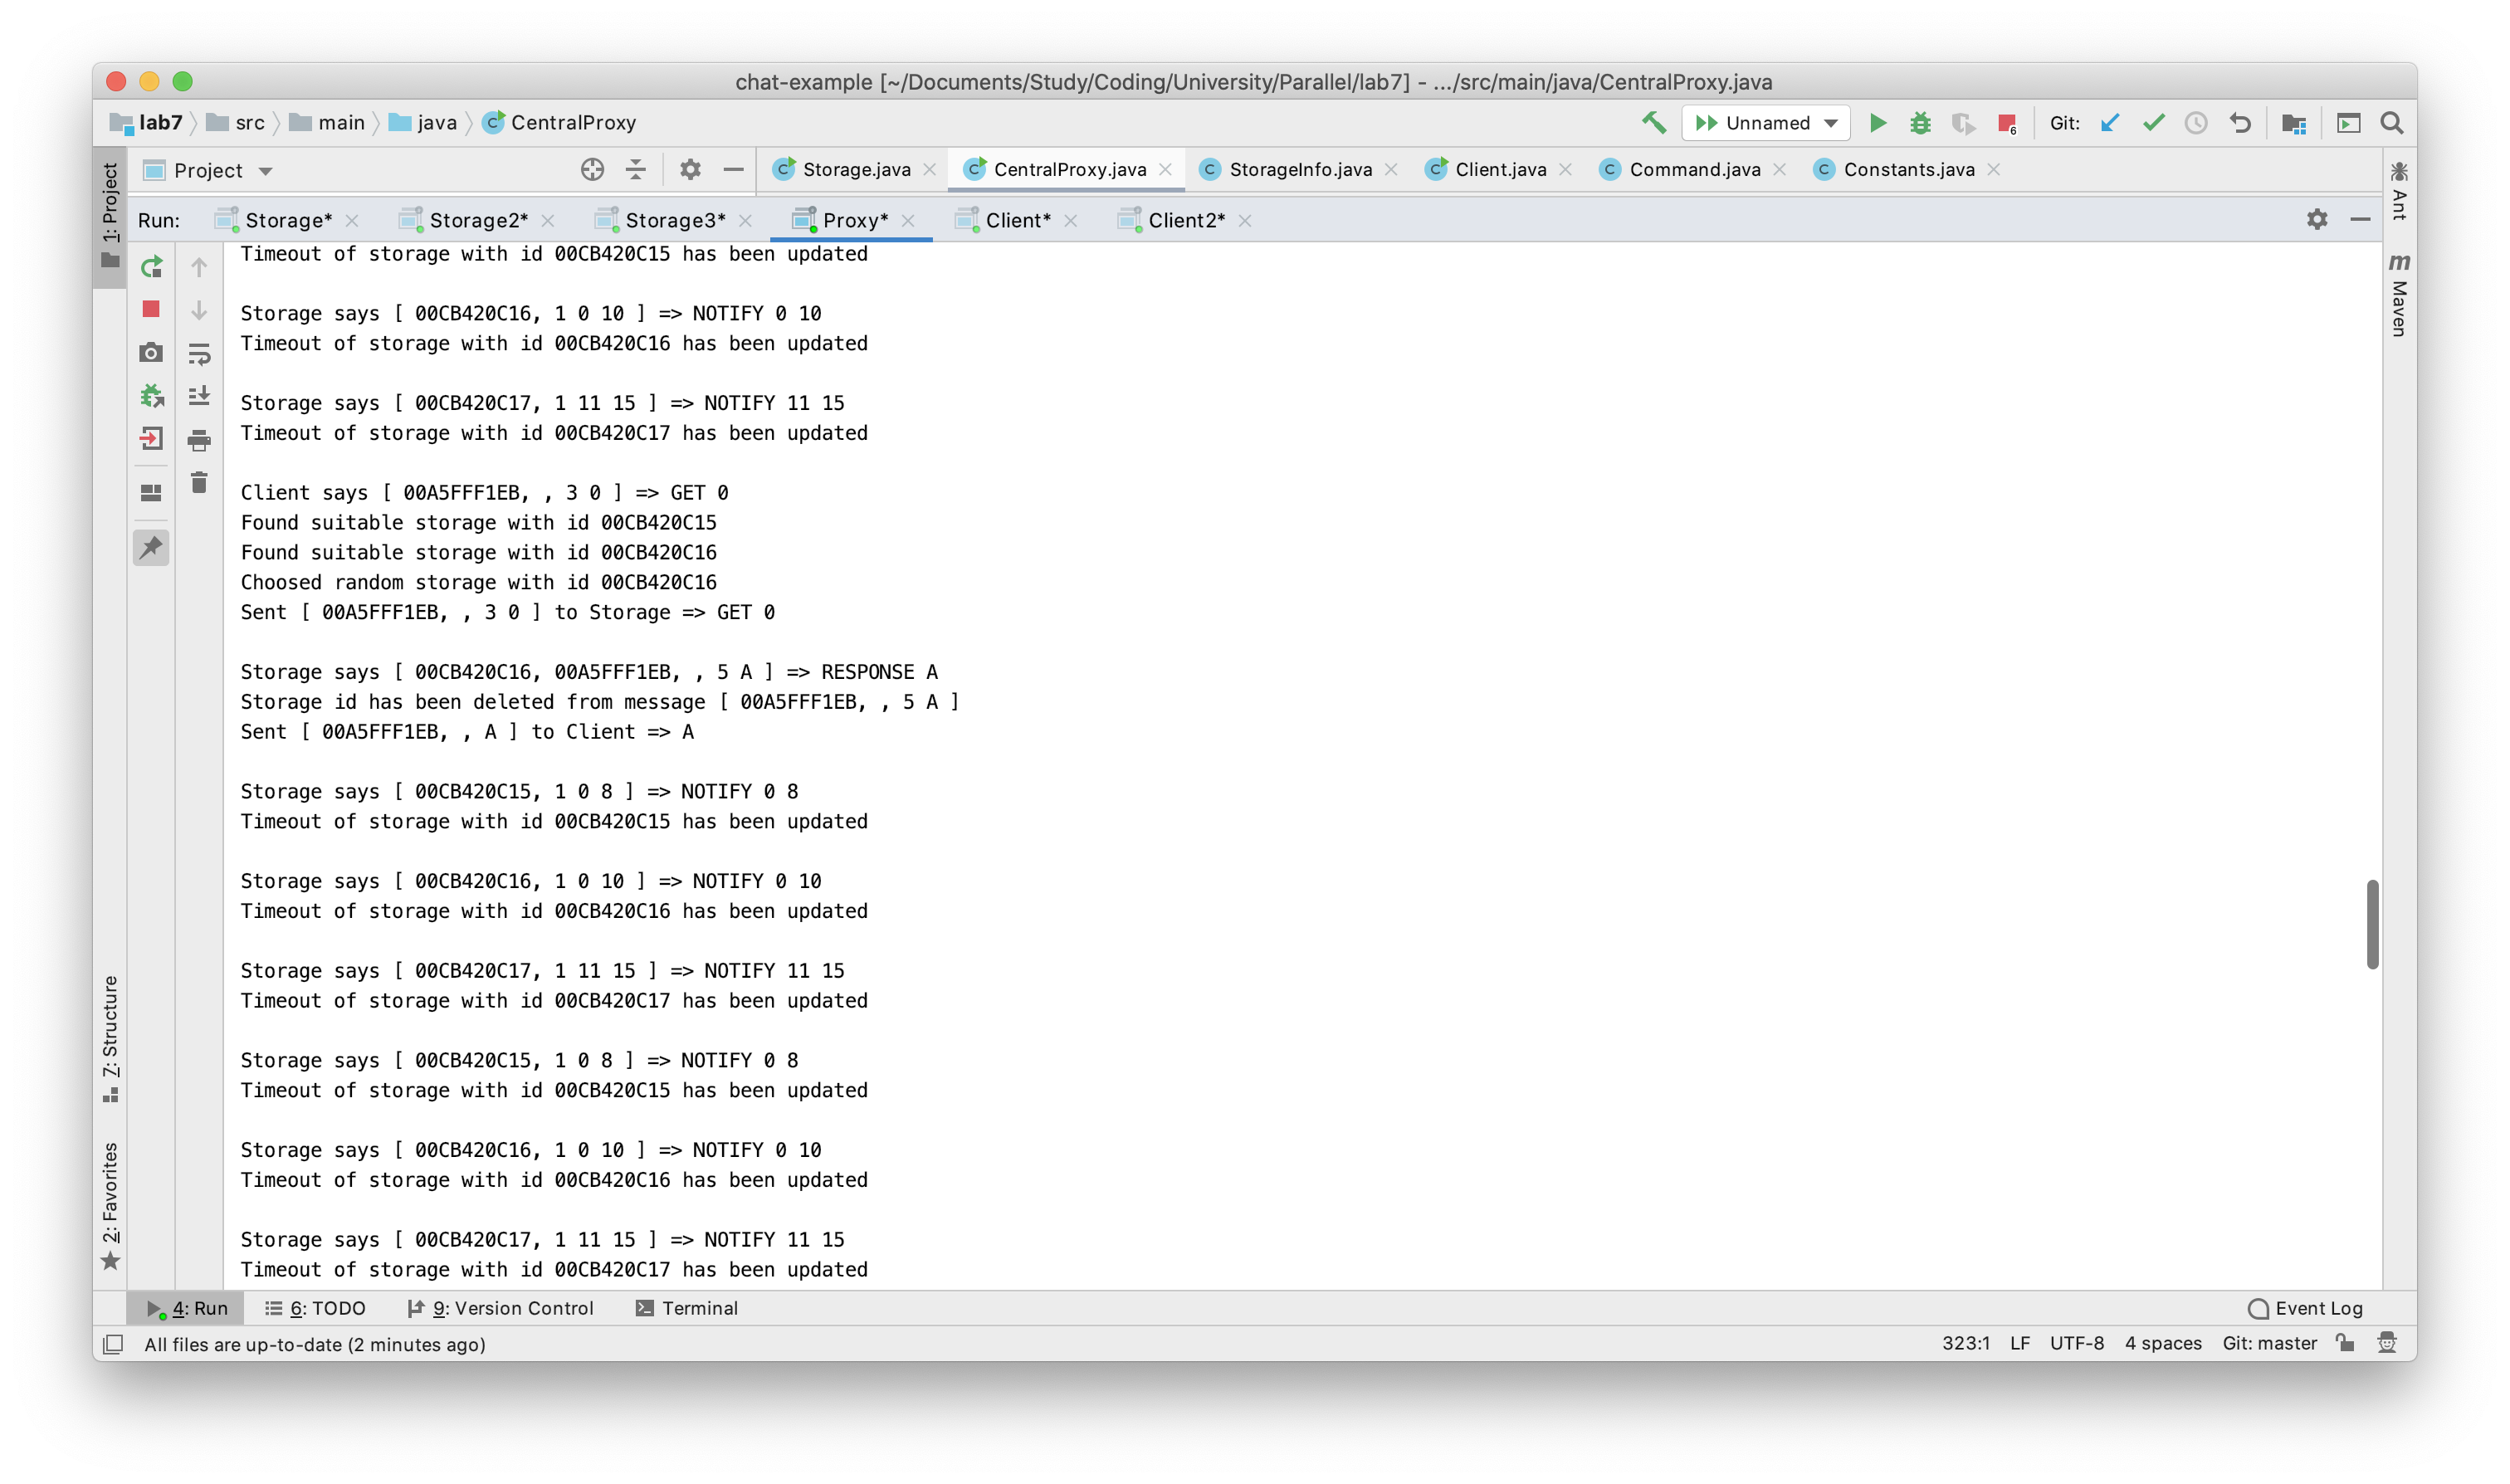 chat-example [~/Documents/Study/Coding/University/Parallel/lab7] - .../src/main/java/CentralProxy.java
lab7 src main java CentralProxy Unnamed 6 Git:
1: Project Project Storage.java CentralProxy.java StorageInfo.java Client.java Command.java Constants.java Ant
Run: Storage* Storage2* Storage3* Proxy* Client* Client2*
m Maven
Timeout of storage with id 00CB420C15 has been updated
Storage says [ 00CB420C16, 1 0 10 ] => NOTIFY 0 10
Timeout of storage with id 00CB420C16 has been updated
Storage says [ 00CB420C17, 1 11 15 ] => NOTIFY 11 15
Timeout of storage with id 00CB420C17 has been updated
Client says [ 00A5FFF1EB, , 3 0 ] => GET 0
Found suitable storage with id 00CB420C15
Found suitable storage with id 00CB420C16
Choosed random storage with id 00CB420C16
Sent [ 00A5FFF1EB, , 3 0 ] to Storage => GET 0
Storage says [ 00CB420C16, 00A5FFF1EB, , 5 A ] => RESPONSE A
Storage id has been deleted from message [ 00A5FFF1EB, , 5 A ]
Sent [ 00A5FFF1EB, , A ] to Client => A
Storage says [ 00CB420C15, 1 0 8 ] => NOTIFY 0 8
Timeout of storage with id 00CB420C15 has been updated
Storage says [ 00CB420C16, 1 0 10 ] => NOTIFY 0 10
Timeout of storage with id 00CB420C16 has been updated
Storage says [ 00CB420C17, 1 11 15 ] => NOTIFY 11 15
Timeout of storage with id 00CB420C17 has been updated
Storage says [ 00CB420C15, 1 0 8 ] => NOTIFY 0 8
Timeout of storage with id 00CB420C15 has been updated
Storage says [ 00CB420C16, 1 0 10 ] => NOTIFY 0 10
Timeout of storage with id 00CB420C16 has been updated
Storage says [ 00CB420C17, 1 11 15 ] => NOTIFY 11 15
Timeout of storage with id 00CB420C17 has been updated
7: Structure
2: Favorites
4: Run 6: TODO 9: Version Control Terminal Event Log
All files are up-to-date (2 minutes ago) 323:1 LF UTF-8 4 spaces Git: master